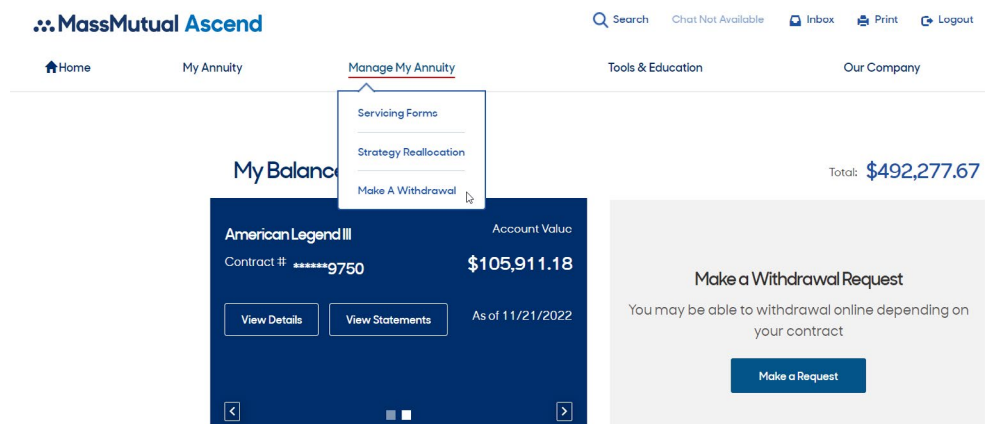 MassMutual Ascend
Search Chat Not Available Inbox Print Logout
Home My Annuity Manage My Annuity Tools & Education Our Company
Servicing Forms
Strategy Reallocation
Make A Withdrawal
My Balanc
Total: $492,277.67
American Legend III
Contract # ******9750
Account Value
$105,911.18
View Details View Statements As of 11/21/2022
Make a Withdrawal Request
You may be able to withdrawal online depending on
your contract
Make a Request